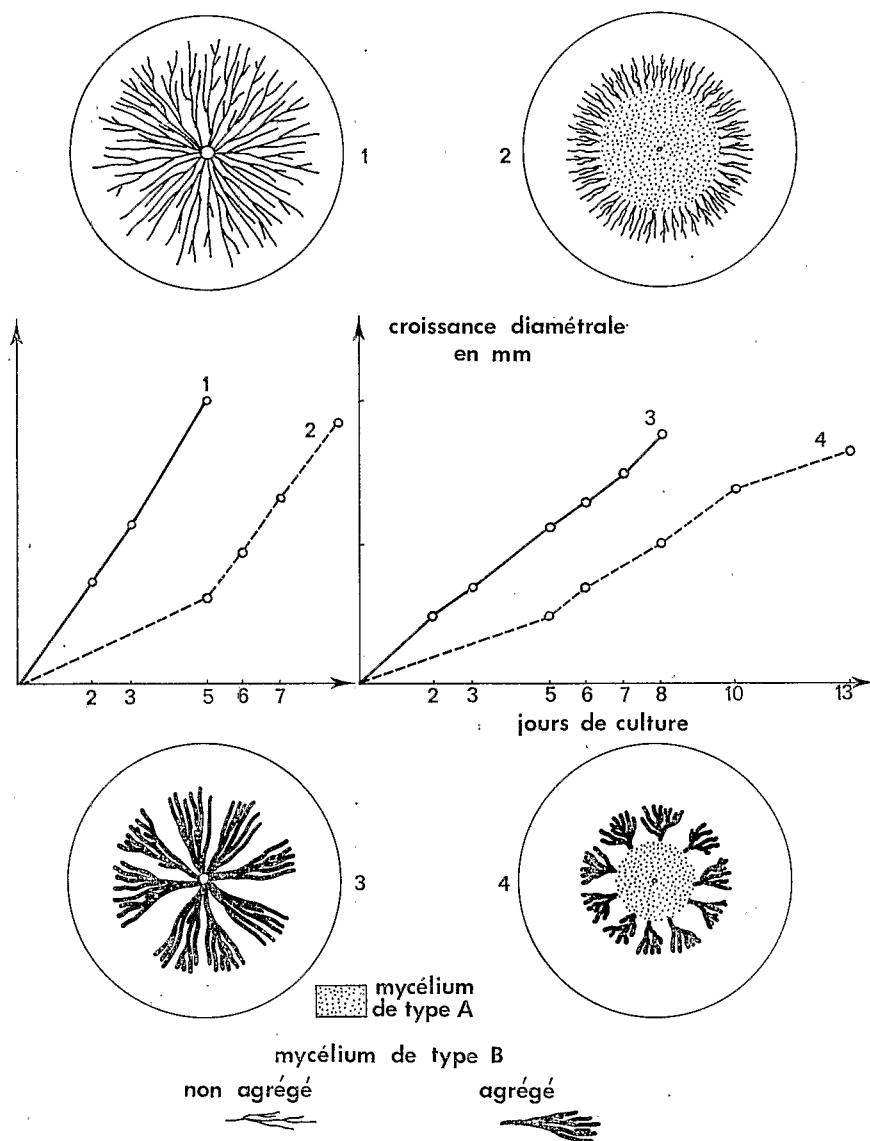 1
2
croissance diamétrale
en mm
1
2
3
4
2 3 5 6 7
2 3 5 6 7 8 10 13
jours de culture
3
4
mycélium
de type A
mycélium de type B
non agrégé
agrégé